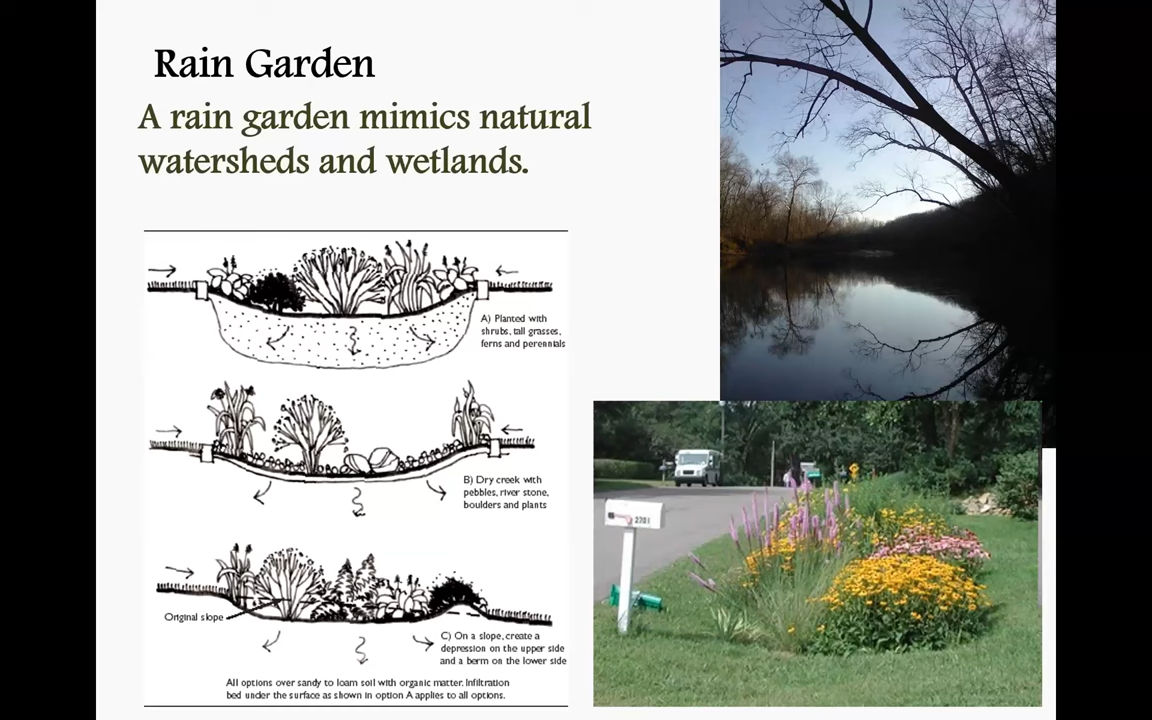 Rain Garden
A rain garden mimics natural
watersheds and wetlands.
A) Planted with
shrubs, tall grasses,
ferns and perennials
B) Dry creek with
pebbles, river stone,
boulders and plants
Original slope
C) On a slope, create a
depression on the upper side
and a berm on the lower side
All options over sandy to loam soil with organic matter. Infiltration
bed under the surface as shown in option A applies to all options.
2201